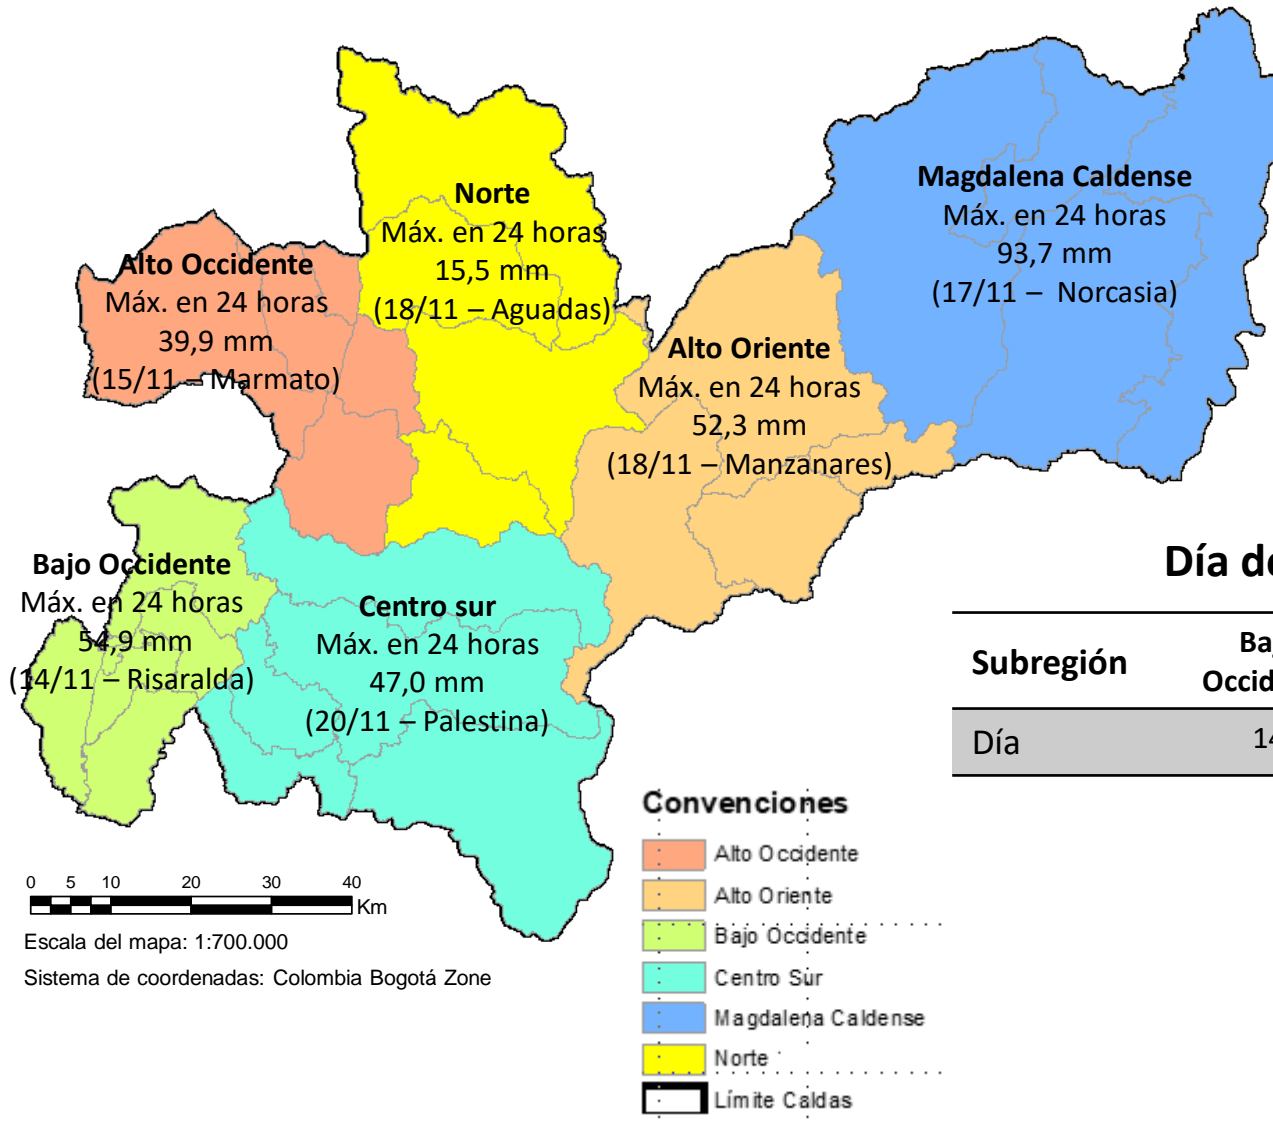 Norte
Máx. en 24 horas
15,5 mm
(18/11 – Aguadas)
Magdalena Caldense
Máx. en 24 horas
93,7 mm
(17/11 – Norcasia)
Alto Occidente
Máx. en 24 horas
39,9 mm
(15/11 – Marmato)
Alto Oriente
Máx. en 24 horas
52,3 mm
(18/11 – Manzanares)
Bajo Occidente
Máx. en 24 horas
54,9 mm
(14/11 – Risaralda)
Centro sur
Máx. en 24 horas
47,0 mm
(20/11 – Palestina)
Día
Subregión
Día
Convenciones
Alto Occidente
Alto Oriente
Bajo Occidente
Centro Sur
Magdalena Caldense
Norte
Límite Caldas
0 5 10 20 30 40
Km
Escala del mapa: 1:700.000
Sistema de coordenadas: Colombia Bogotá Zone